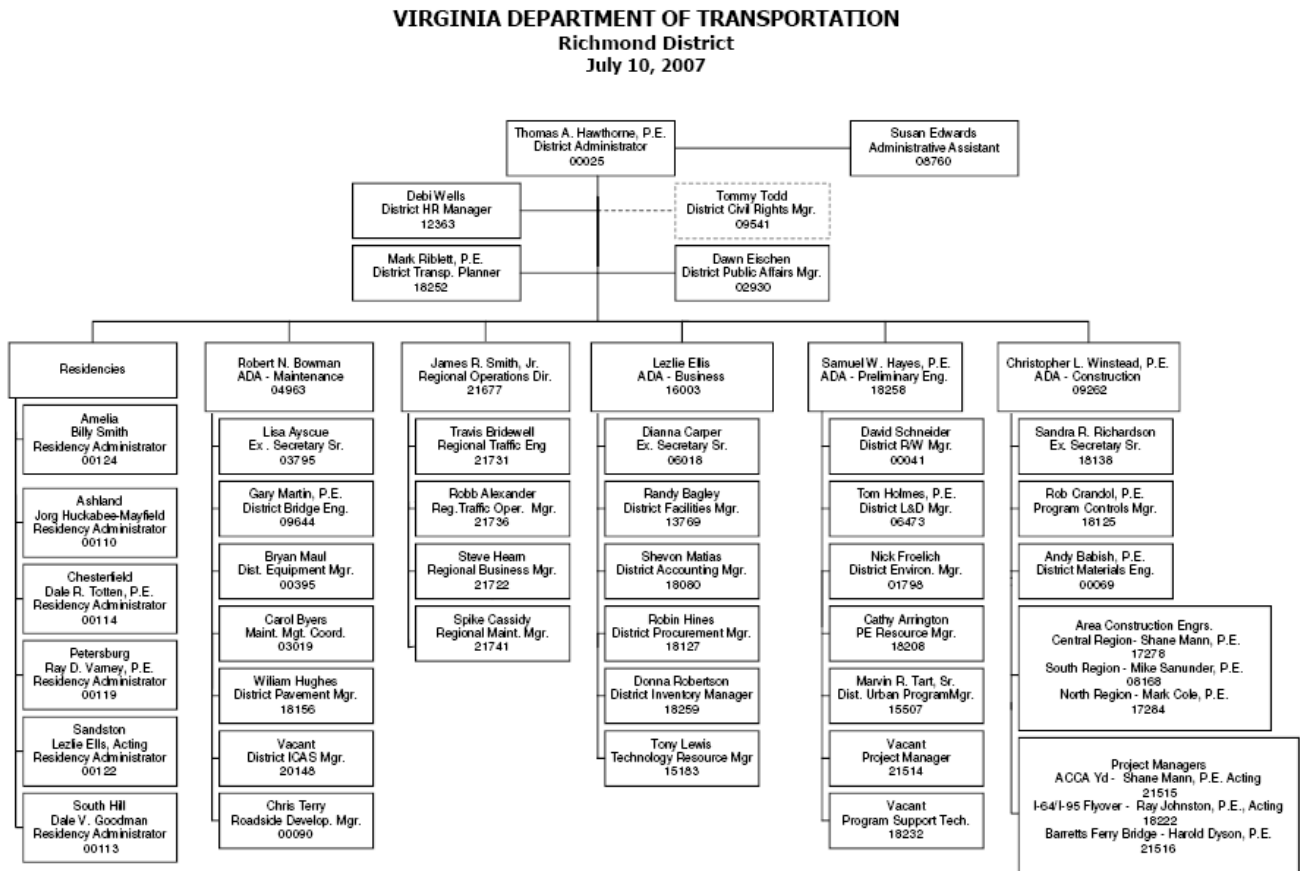 VIRGINIA DEPARTMENT OF TRANSPORTATION
Richmond District
July 10, 2007
Thomas A. Hawthorne, P.E.
District Administrator
00025
Susan Edwards
Administrative Assistant
08760
Debi Wells
District HR Manager
12363
Tommy Todd
District Civil Rights Mgr.
09541
Mark Riblett, P.E.
District Transp. Planner
18252
Dawn Eischen
District Public Affairs Mgr.
02930
Residencies
Amelia
Billy Smith
Residency Administrator
00124
Ashland
Jorg Huckabee-Mayfield
Residency Administrator
00110
Chesterfield
Dale R. Totten, P.E.
Residency Administrator
00114
Petersburg
Ray D. Varney, P.E.
Residency Administrator
00119
Sandston
Lezlie Ells, Acting
Residency Administrator
00122
South Hill
Dale V. Goodman
Residency Administrator
00113
Robert N. Bowman
ADA - Maintenance
04963
Lisa Ayscue
Ex . Secretary Sr.
03795
Gary Martin, P.E.
District Bridge Eng.
09644
Bryan Maul
Dist. Equipment Mgr.
00395
Carol Byers
Maint. Mgt. Coord.
03019
Wiliam Hughes
District Pavement Mgr.
18156
Vacant
District ICAS Mgr.
20148
Chris Terry
Roadside Develop. Mgr.
00090
James R. Smith, Jr.
Regional Operations Dir.
21677
Travis Bridewell
Regional Traffic Eng
21731
Robb Alexander
Reg.Traffic Oper. Mgr.
21736
Steve Hearn
Regional Business Mgr.
21722
Spike Cassidy
Regional Maint. Mgr.
21741
Lezlie Ellis
ADA - Business
16003
Dianna Carper
Ex. Secretary Sr.
06018
Randy Bagley
District Facilities Mgr.
13769
Shevon Matias
District Accounting Mgr.
18080
Robin Hines
District Procurement Mgr.
18127
Donna Robertson
District Inventory Manager
18259
Tony Lewis
Technology Resource Mgr
15183
Samuel W. Hayes, P.E.
ADA - Preliminary Eng.
18258
David Schneider
District R/W Mgr.
00041
Tom Holmes, P.E.
District L&D Mgr.
06473
Nick Froelich
District Environ. Mgr.
01798
Cathy Arrington
PE Resource Mgr.
18208
Marvin R. Tart, Sr.
Dist. Urban ProgramMgr.
15507
Vacant
Project Manager
21514
Vacant
Program Support Tech.
18232
Christopher L. Winstead, P.E.
ADA - Construction
09262
Sandra R. Richardson
Ex. Secretary Sr.
18138
Rob Crandol, P.E.
Program Controls Mgr.
18125
Andy Babish, P.E.
District Materials Eng.
00069
Area Construction Engrs.
Central Region- Shane Mann, P.E.
17278
South Region - Mike Sanunder, P.E.
08168
North Region - Mark Cole, P.E.
17284
Project Managers
ACCA Yd - Shane Mann, P.E. Acting
21515
I-64/I-95 Flyover - Ray Johnston, P.E., Acting
18222
Barretts Ferry Bridge - Harold Dyson, P.E.
21516